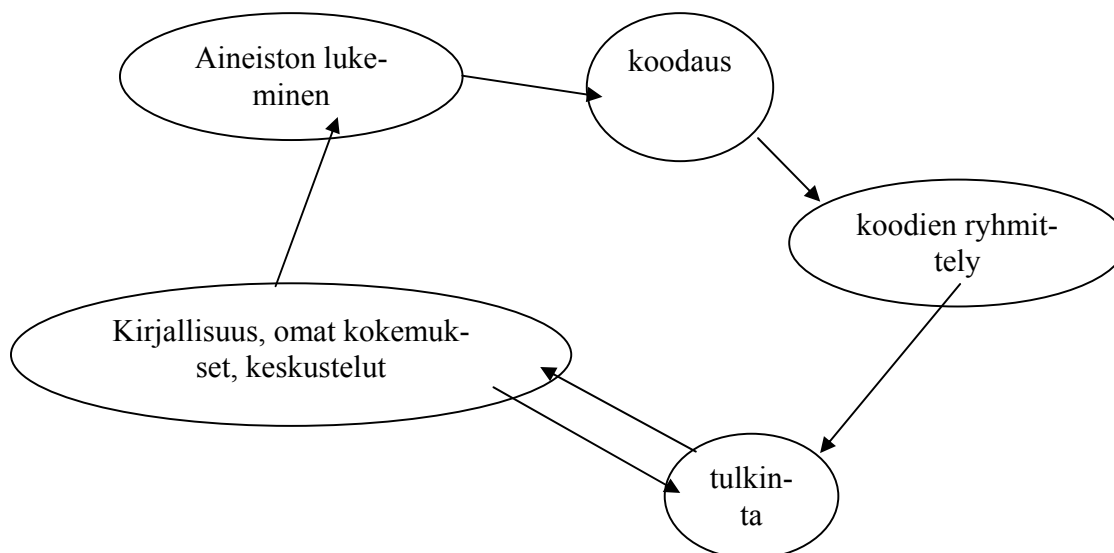 Aineiston luke-
minen
koodaus
koodien ryhmit-
tely
Kirjallisuus, omat kokemuk-
set, keskustelut
tulkin-
ta